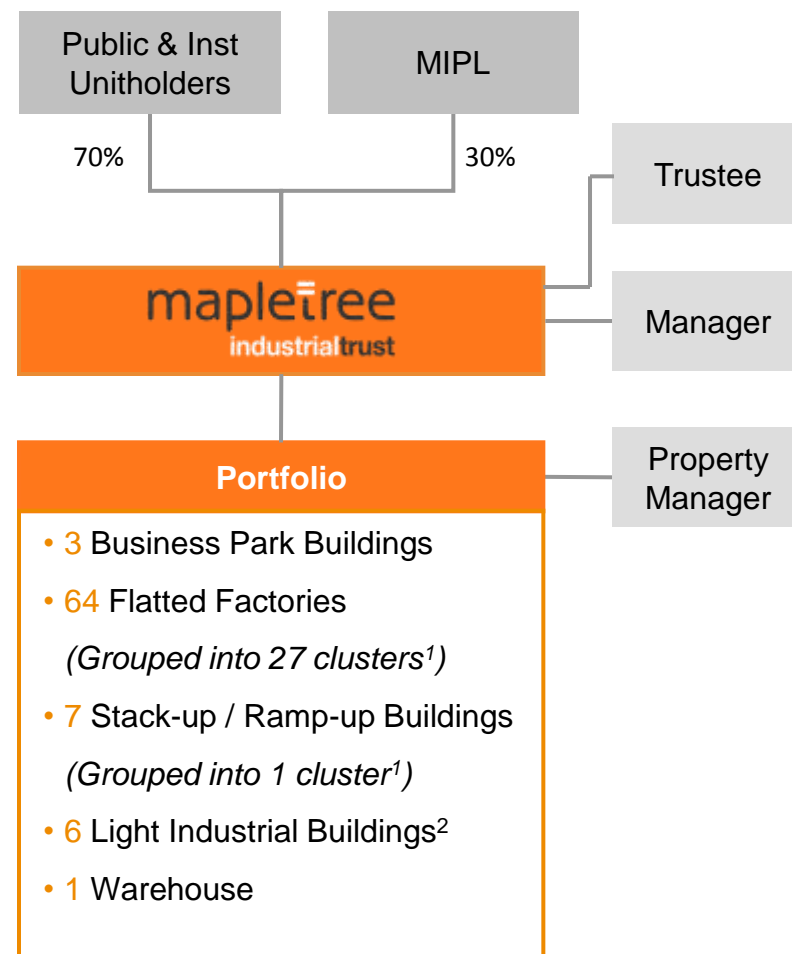 Public & Inst
Unitholders
MIPL
70%
30%
Trustee
mapletree
industrialtrust
Manager
Portfolio
Property
Manager
• 3 Business Park Buildings
• 64 Flatted Factories
(Grouped into 27 clusters¹)
• 7 Stack-up / Ramp-up Buildings
(Grouped into 1 cluster¹)
• 6 Light Industrial Buildings²
• 1 Warehouse